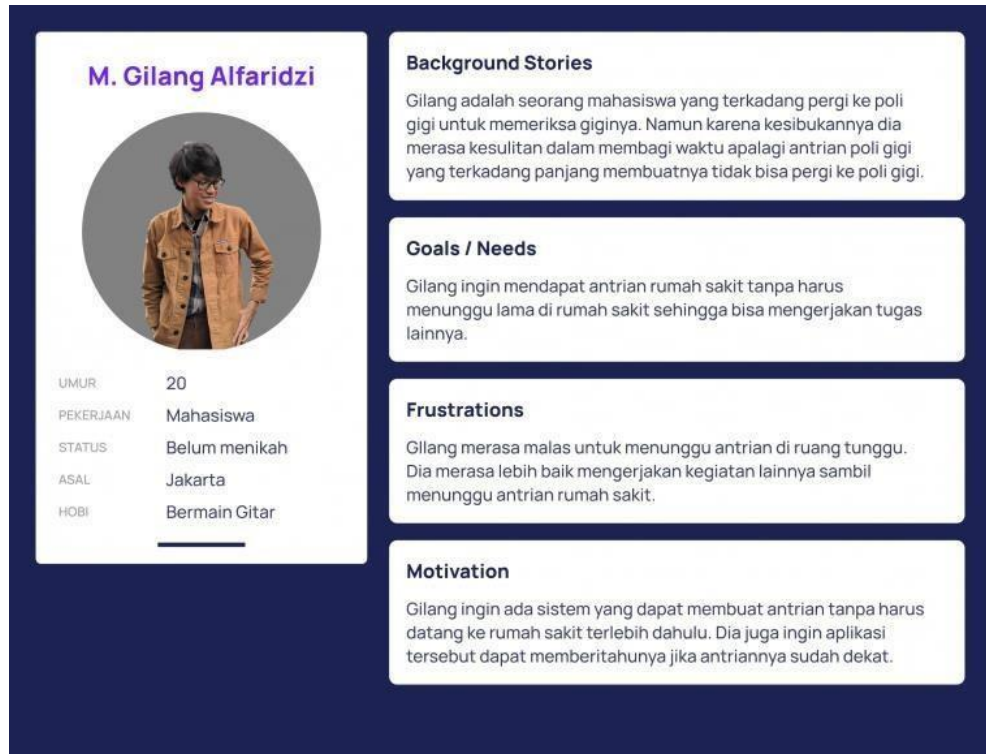 M. Gilang Alfaridzi
UMUR 20
PEKERJAAN Mahasiswa
STATUS Belum menikah
ASAL Jakarta
HOBI Bermain Gitar
Background Stories
Gilang adalah seorang mahasiswa yang terkadang pergi ke poli
gigi untuk memeriksa giginya. Namun karena kesibukannya dia
merasa kesulitan dalam membagi waktu apalagi antrian poli gigi
yang terkadang panjang membuatnya tidak bisa pergi ke poli gigi.
Goals / Needs
Gilang ingin mendapat antrian rumah sakit tanpa harus
menunggu lama di rumah sakit sehingga bisa mengerjakan tugas
lainnya.
Frustrations
GIlang merasa malas untuk menunggu antrian di ruang tunggu.
Dia merasa lebih baik mengerjakan kegiatan lainnya sambil
menunggu antrian rumah sakit.
Motivation
Gilang ingin ada sistem yang dapat membuat antrian tanpa harus
datang ke rumah sakit terlebih dahulu. Dia juga ingin aplikasi
tersebut dapat memberitahunya jika antriannya sudah dekat.